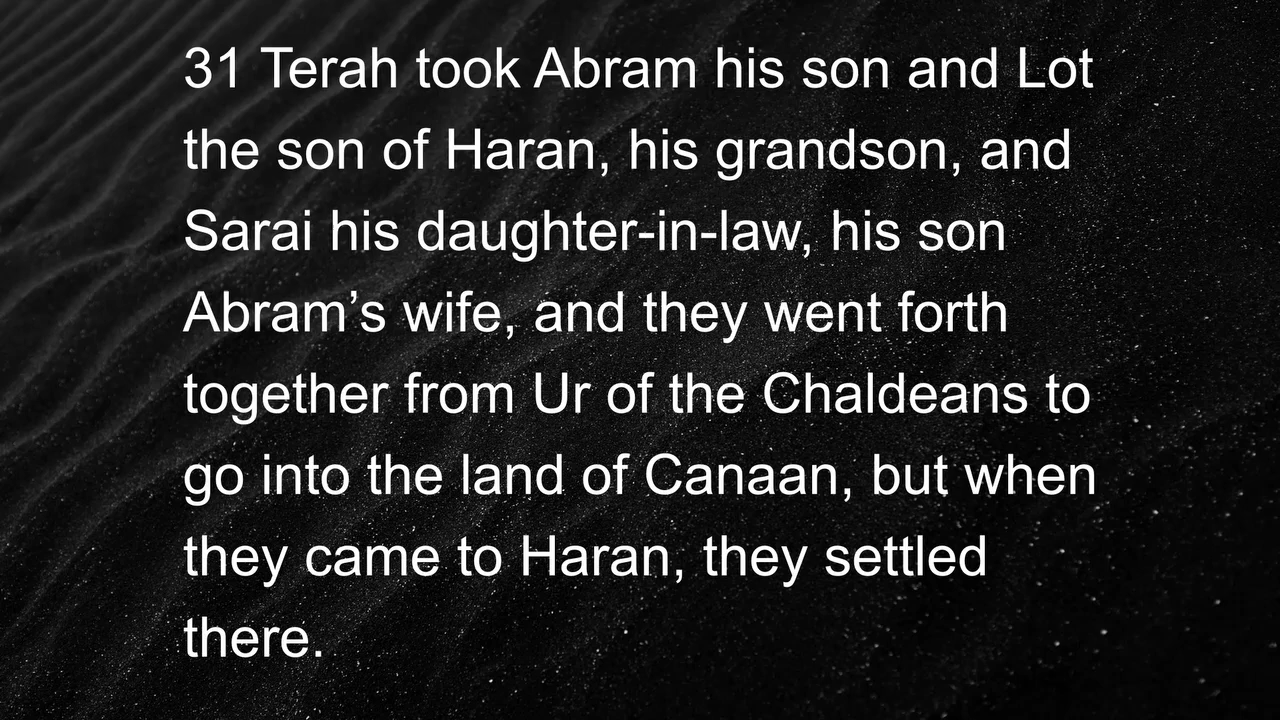 31 Terah took Abram his son and Lot
the son of Haran, his grandson, and
Sarai his daughter-in-law, his son
Abram’s wife, and they went forth
together from Ur of the Chaldeans to
go into the land of Canaan, but when
they came to Haran, they settled
there.